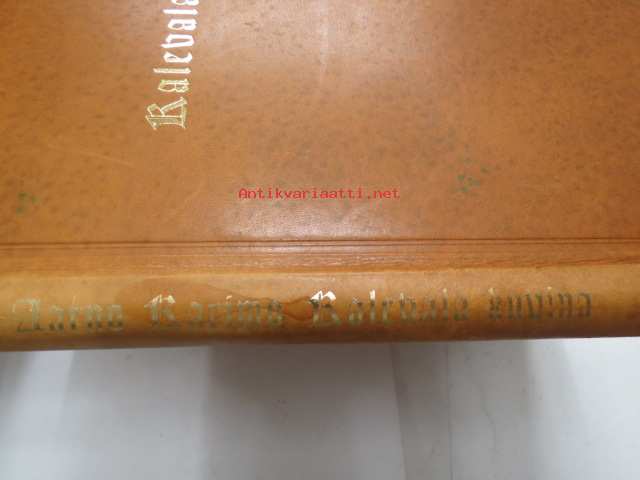 Kalevala
Antikvariaatti.net
Aarno Karimo Kalevala kuvina